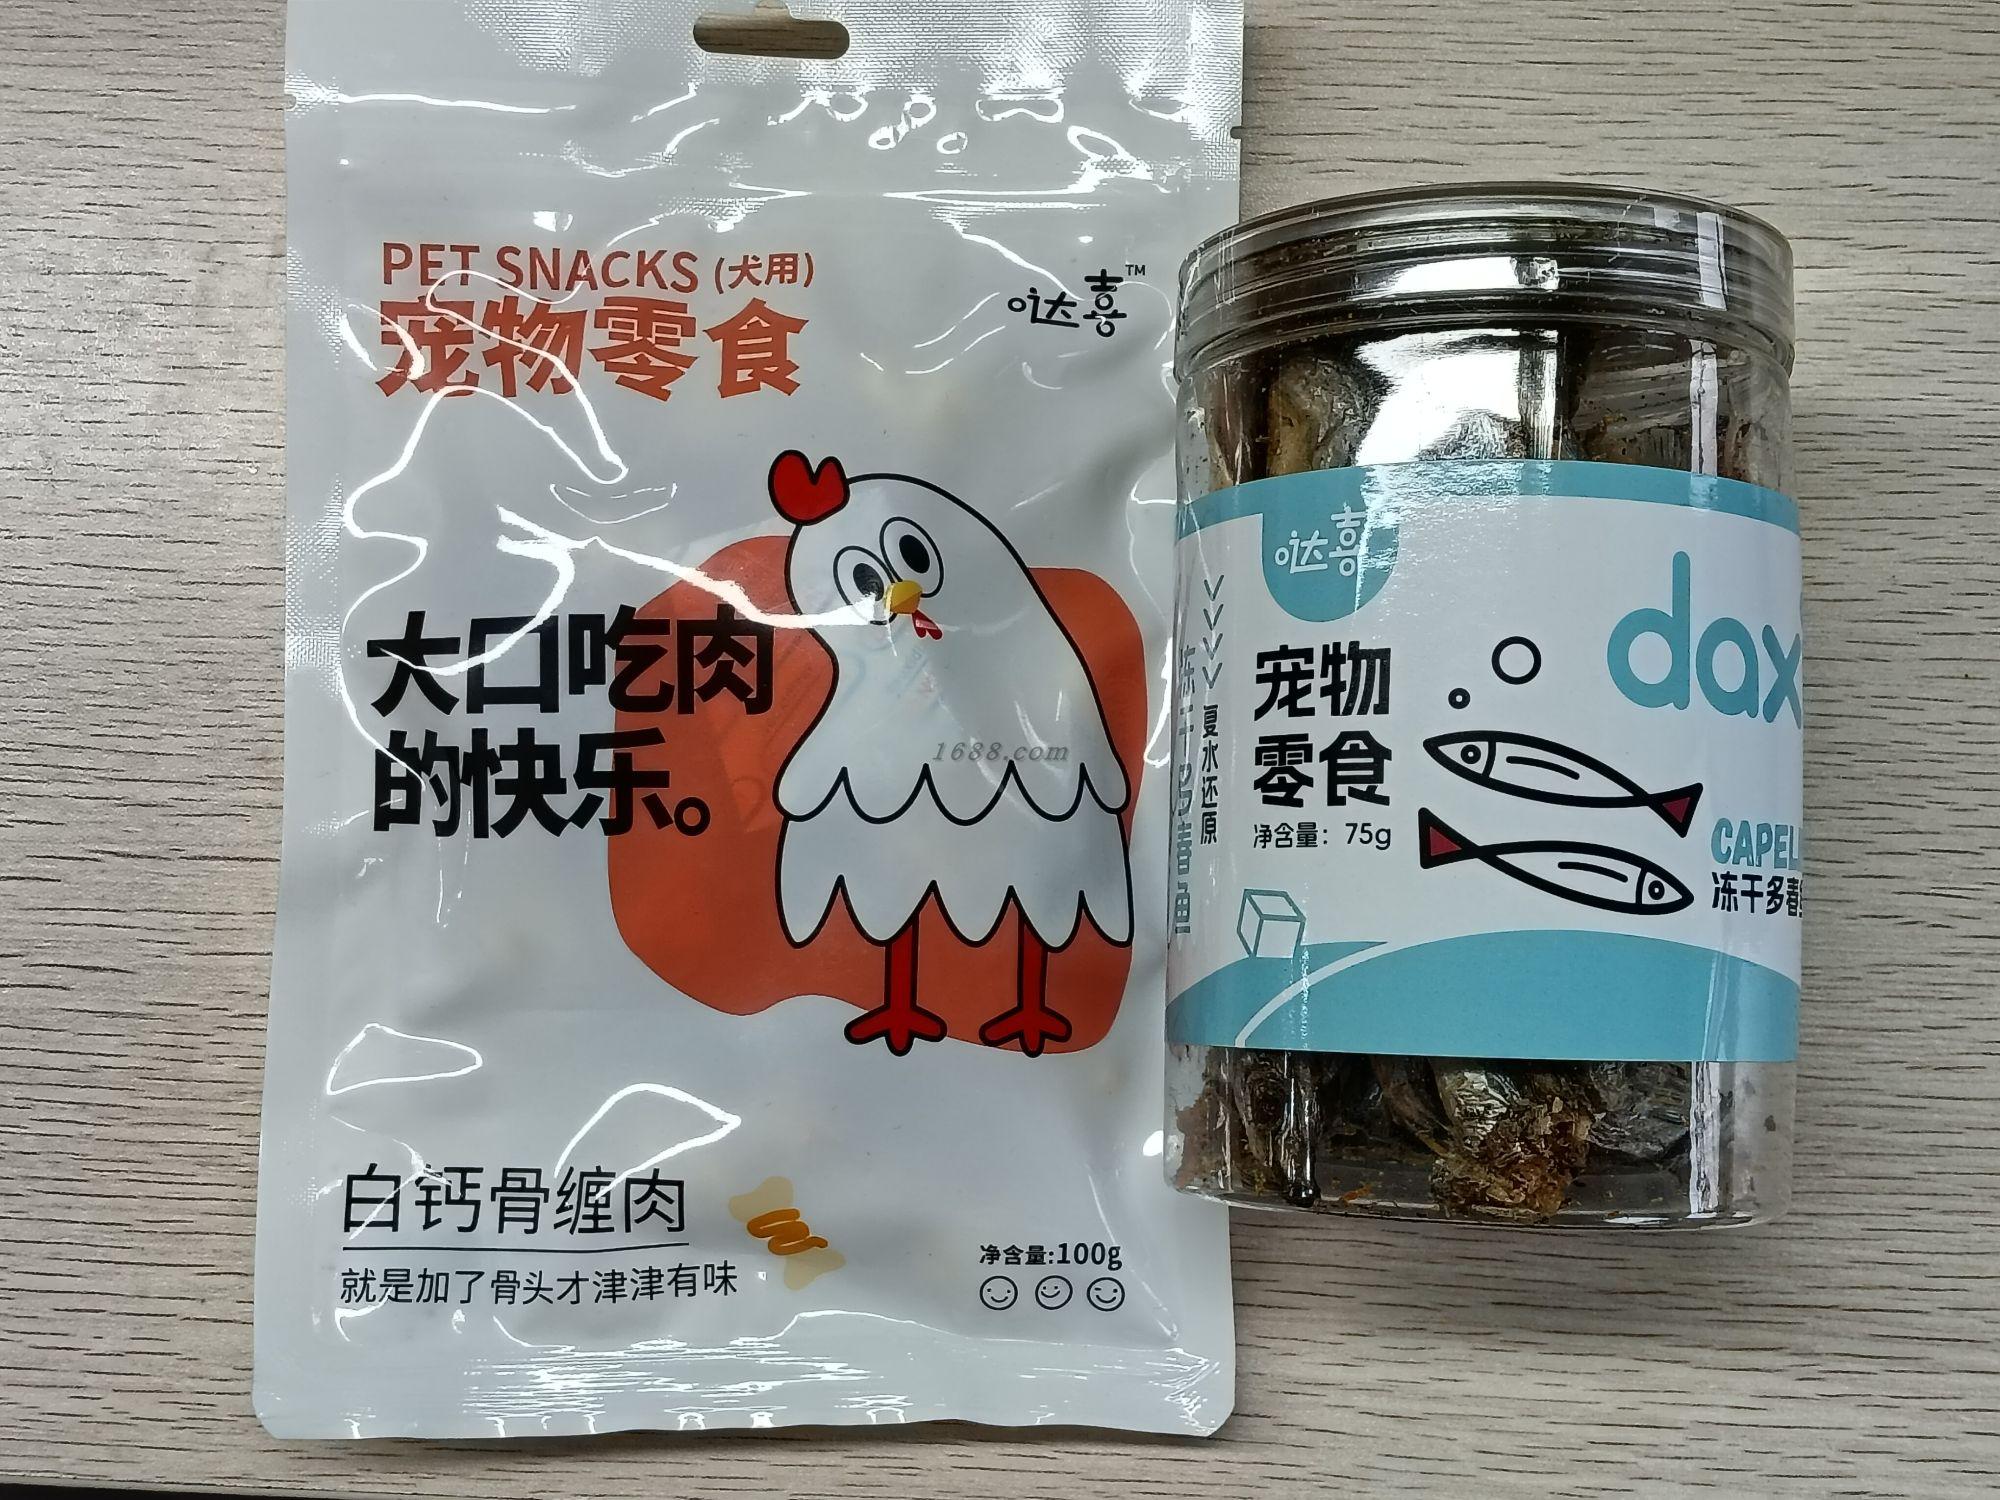 PET SNACKS (犬用)
宠物零食
哒喜™
大口吃肉
的快乐。
1688.com
白钙骨缠肉
就是加了骨头才津津有味
净含量:100g
哒喜
冻干多春鱼
复水还原
宠物
零食
净含量：75g
dax
CAPEL
冻干多春